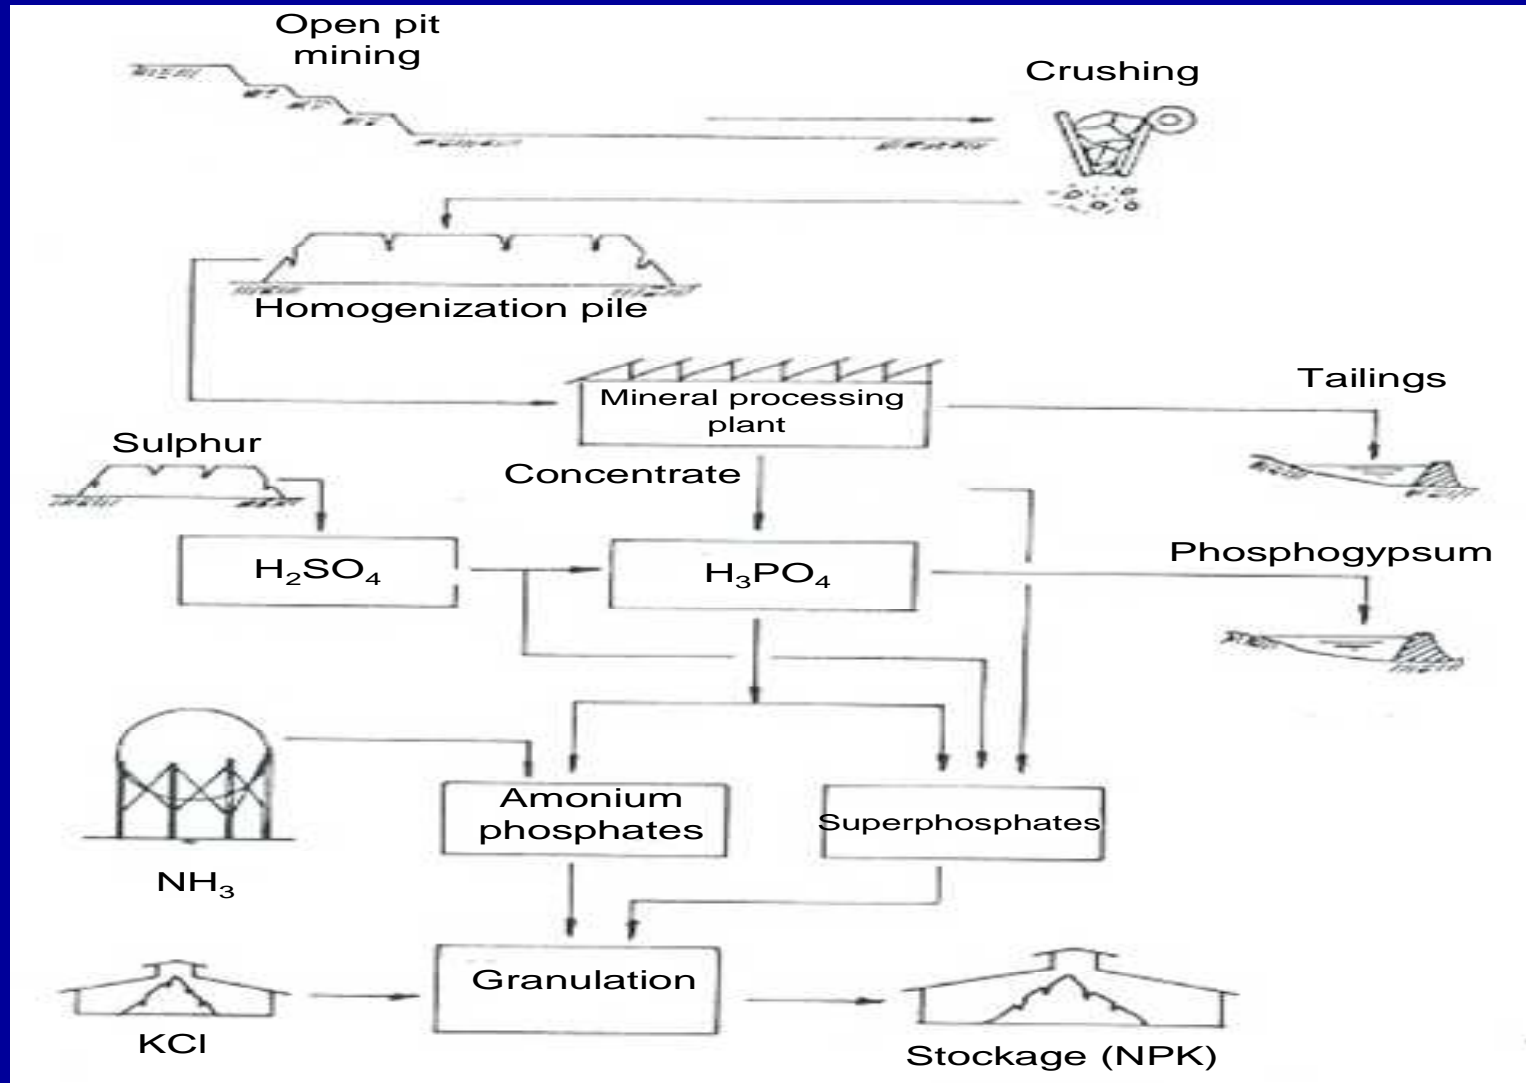 Open pit
mining
Crushing
Homogenization pile
Mineral processing
plant
Tailings
Sulphur
Concentrate
H₂SO₄
H₃PO₄
Phosphogypsum
Amonium
phosphates
Superphosphates
NH₃
Granulation
KCl
Stockage (NPK)